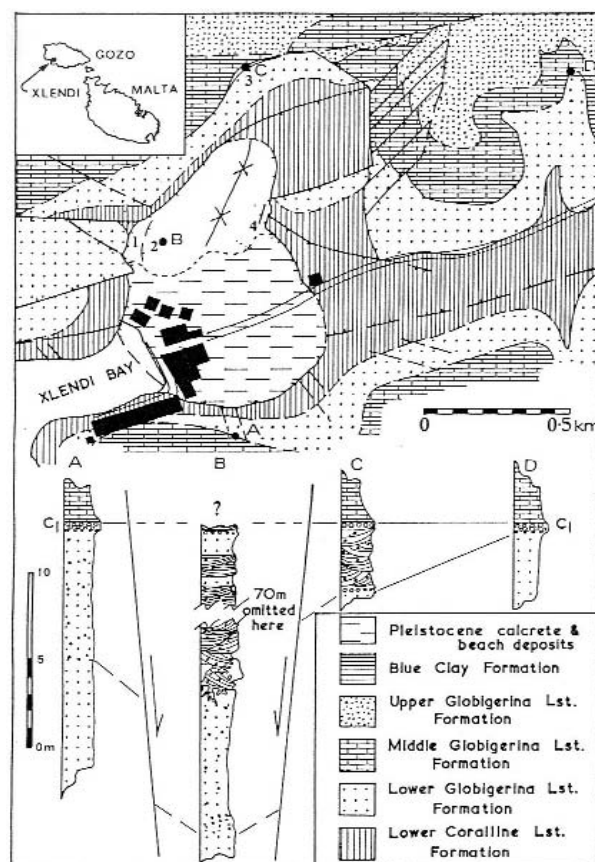 GOZO
XLENDI
MALTA
C
3
D
1
2
B
4
XLENDI BAY
A
0
0·5
km
A
B
C
D
?
C1
C1
70m
omitted
here
10
5
0m
Pleistocene calcrete &
beach deposits
Blue Clay Formation
Upper Globigerina Lst.
Formation
Middle Globigerina Lst.
Formation
Lower Globigerina Lst.
Formation
Lower Coralline Lst.
Formation